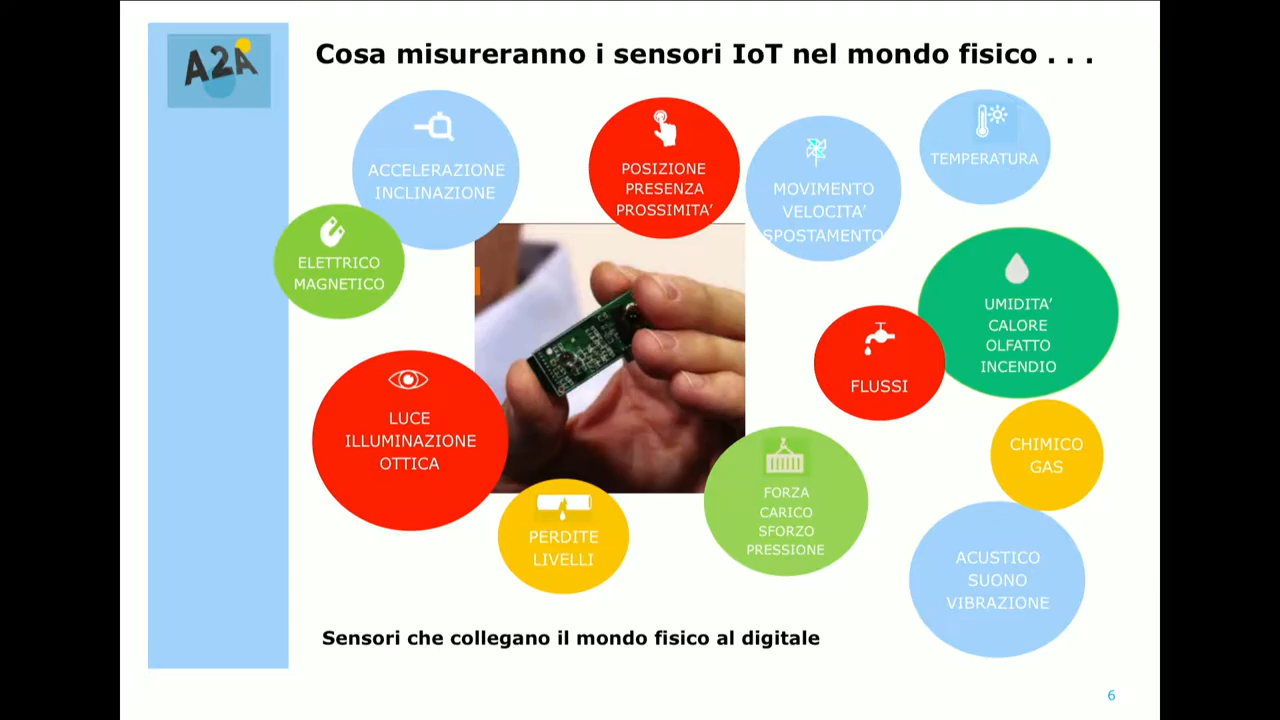 A2A
Cosa misureranno i sensori IoT nel mondo fisico . . .
ACCELERAZIONE
INCLINAZIONE
POSIZIONE
PRESENZA
PROSSIMITA’
MOVIMENTO
VELOCITA’
SPOSTAMENTO
TEMPERATURA
ELETTRICO
MAGNETICO
UMIDITA’
CALORE
OLFATTO
INCENDIO
FLUSSI
LUCE
ILLUMINAZIONE
OTTICA
CHIMICO
GAS
FORZA
CARICO
SFORZO
PRESSIONE
PERDITE
LIVELLI
ACUSTICO
SUONO
VIBRAZIONE
Sensori che collegano il mondo fisico al digitale
6